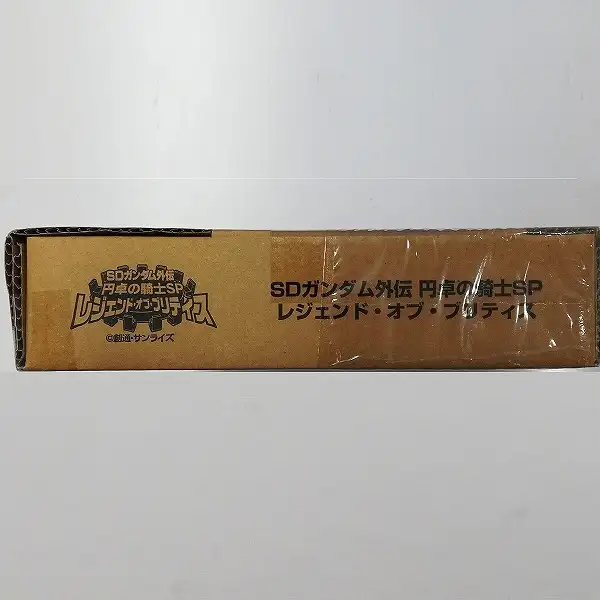 SDガンダム外伝
円卓の騎士SP
レジェンド・オブ・ブリティス
©創通・サンライズ
SDガンダム外伝 円卓の騎士SP
レジェンド・オブ・ブリティス